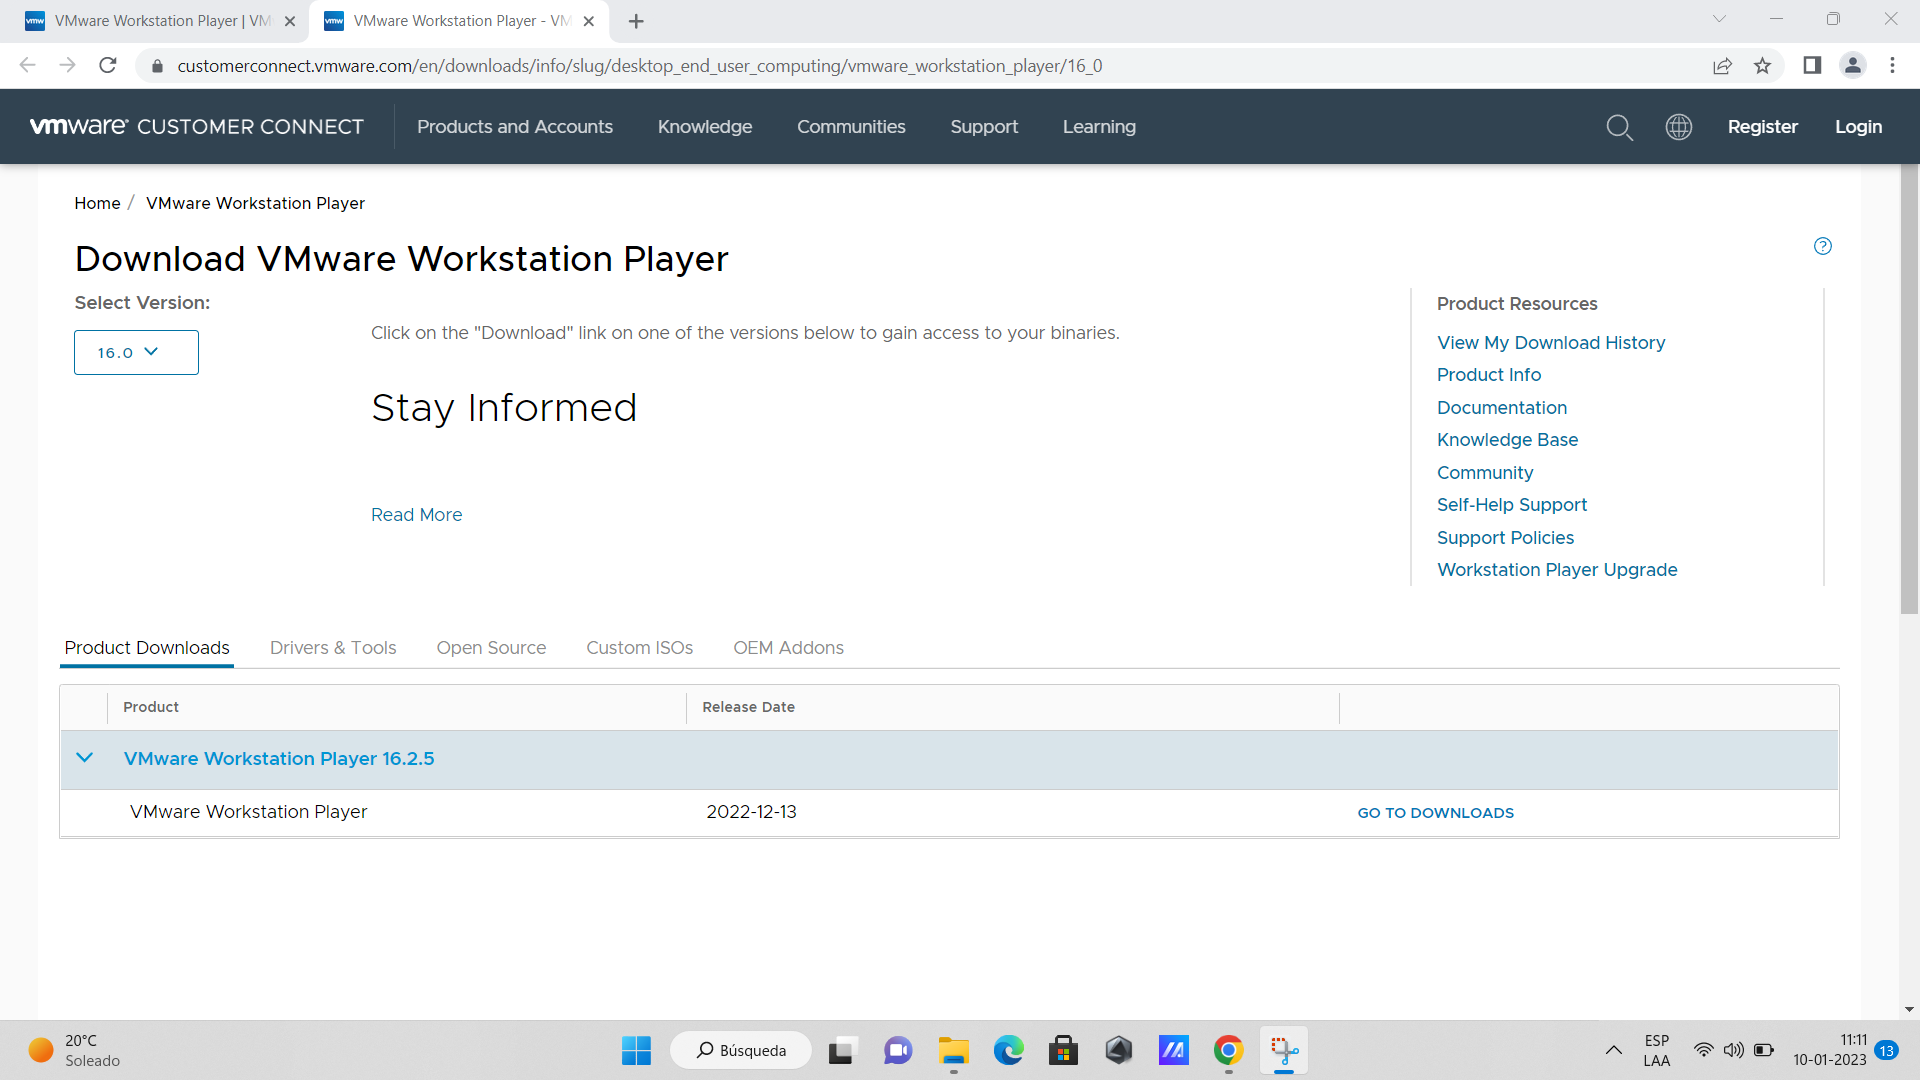 VMware Workstation Player | VM
VMware Workstation Player - VM
customerconnect.vmware.com/en/downloads/info/slug/desktop_end_user_computing/vmware_workstation_player/16_0
vmware® CUSTOMER CONNECT
Products and Accounts
Knowledge
Communities
Support
Learning
Register
Login
Home / VMware Workstation Player
Download VMware Workstation Player
Select Version:
16.0
Click on the "Download" link on one of the versions below to gain access to your binaries.
Stay Informed
Read More
Product Resources
View My Download History
Product Info
Documentation
Knowledge Base
Community
Self-Help Support
Support Policies
Workstation Player Upgrade
Product Downloads
Drivers & Tools
Open Source
Custom ISOs
OEM Addons
Product
Release Date
VMware Workstation Player 16.2.5
VMware Workstation Player
2022-12-13
GO TO DOWNLOADS
20°C
Soleado
Búsqueda
ESP
LAA
11:11
10-01-2023
13